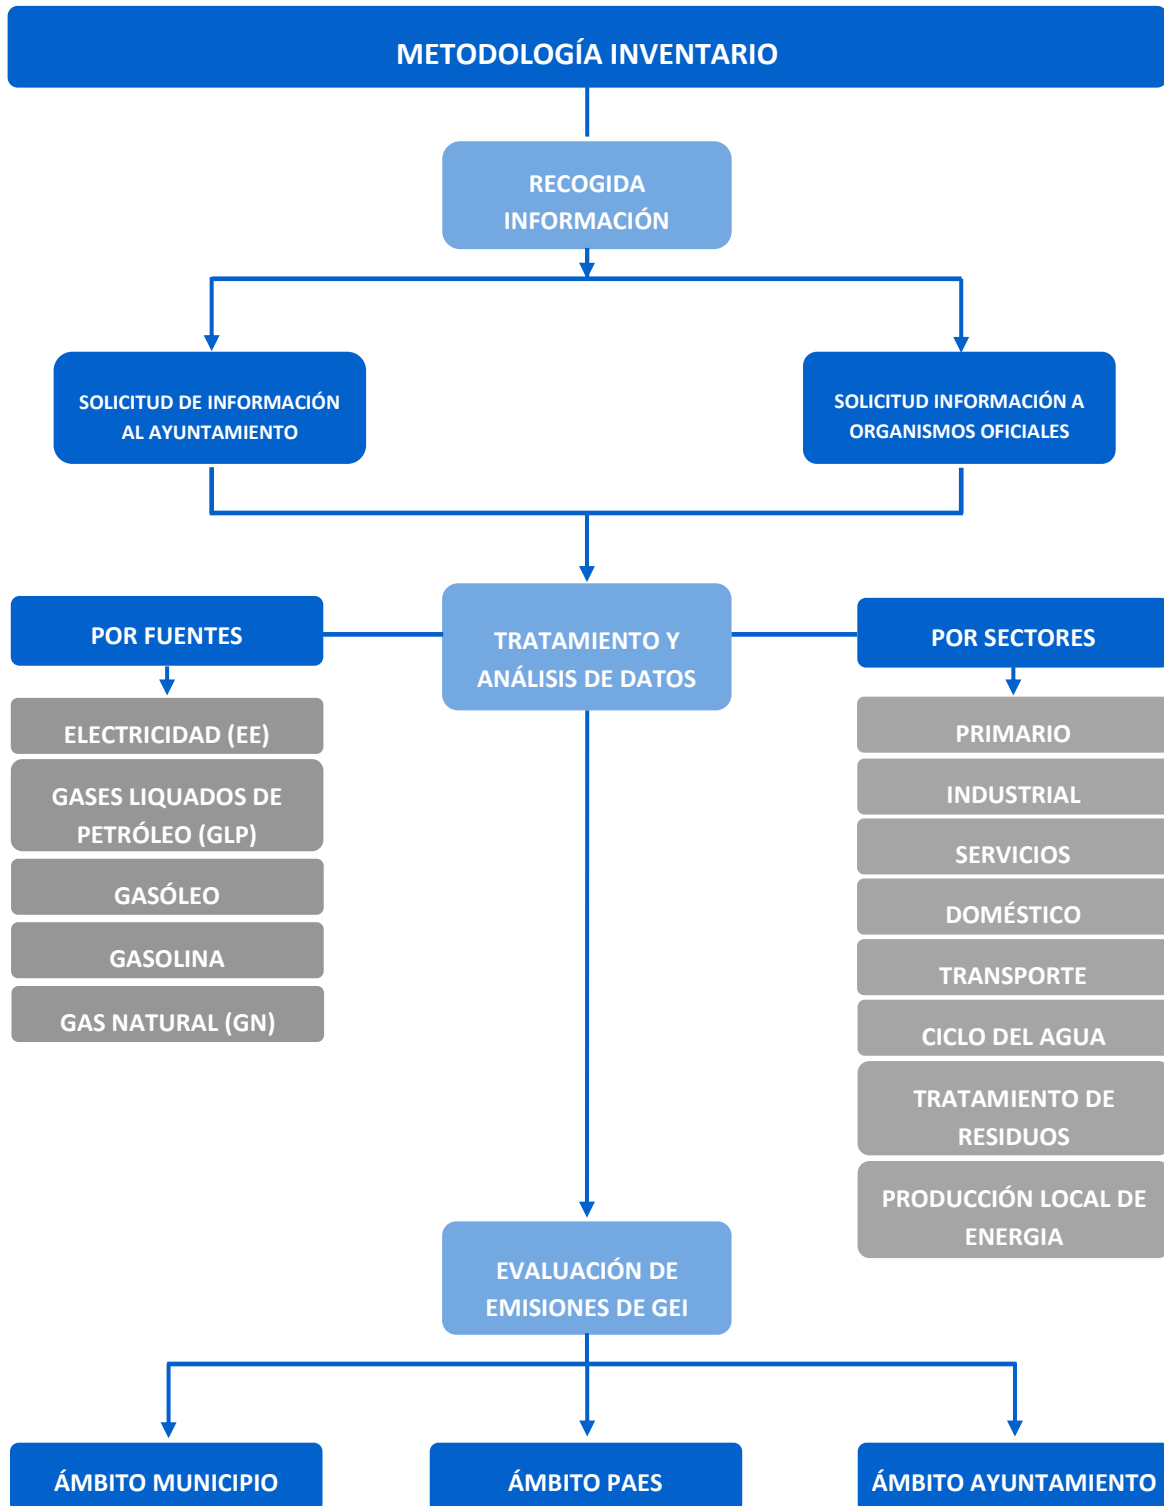 METODOLOGÍA INVENTARIO
RECOGIDA
INFORMACIÓN
SOLICITUD DE INFORMACIÓN
AL AYUNTAMIENTO
SOLICITUD INFORMACIÓN A
ORGANISMOS OFICIALES
TRATAMIENTO Y
ANÁLISIS DE DATOS
POR FUENTES
ELECTRICIDAD (EE)
GASES LIQUADOS DE
PETRÓLEO (GLP)
GASÓLEO
GASOLINA
GAS NATURAL (GN)
POR SECTORES
PRIMARIO
INDUSTRIAL
SERVICIOS
DOMÉSTICO
TRANSPORTE
CICLO DEL AGUA
TRATAMIENTO DE
RESIDUOS
PRODUCCIÓN LOCAL DE
ENERGIA
EVALUACIÓN DE
EMISIONES DE GEI
ÁMBITO MUNICIPIO
ÁMBITO PAES
ÁMBITO AYUNTAMIENTO